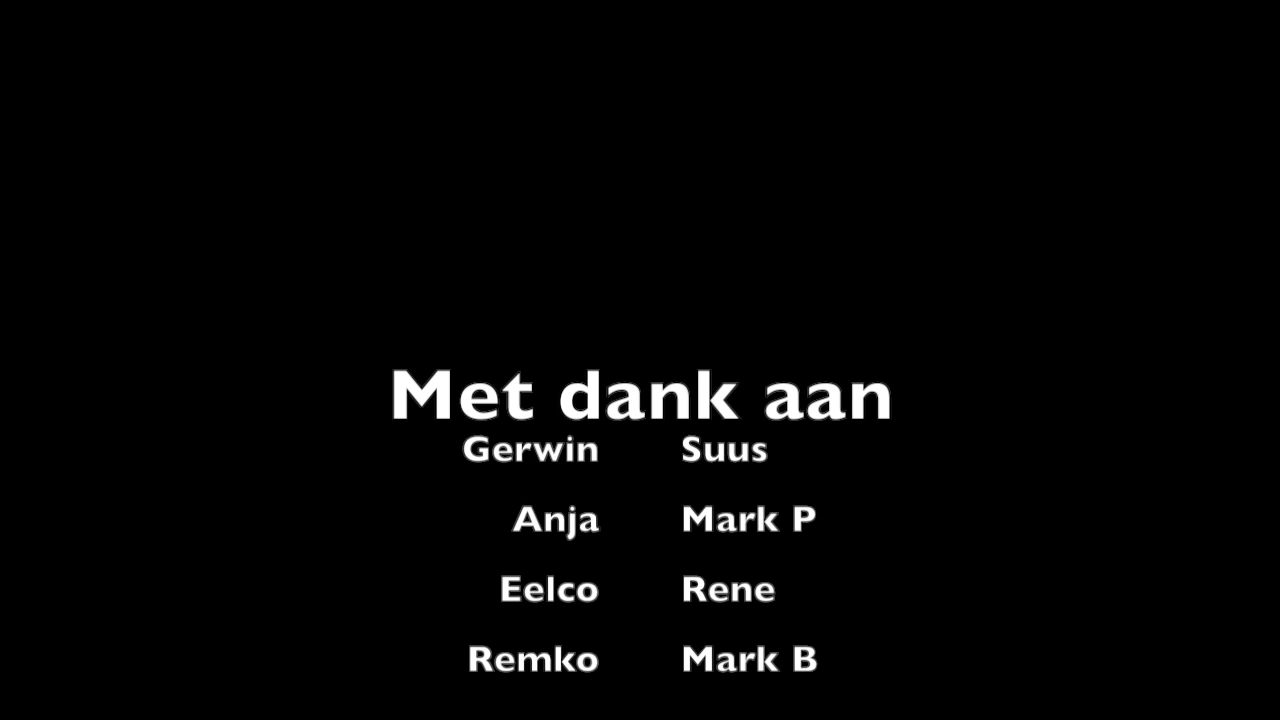 Met dank aan
Gerwin Suus
Anja Mark P
Eelco Rene
Remko Mark B